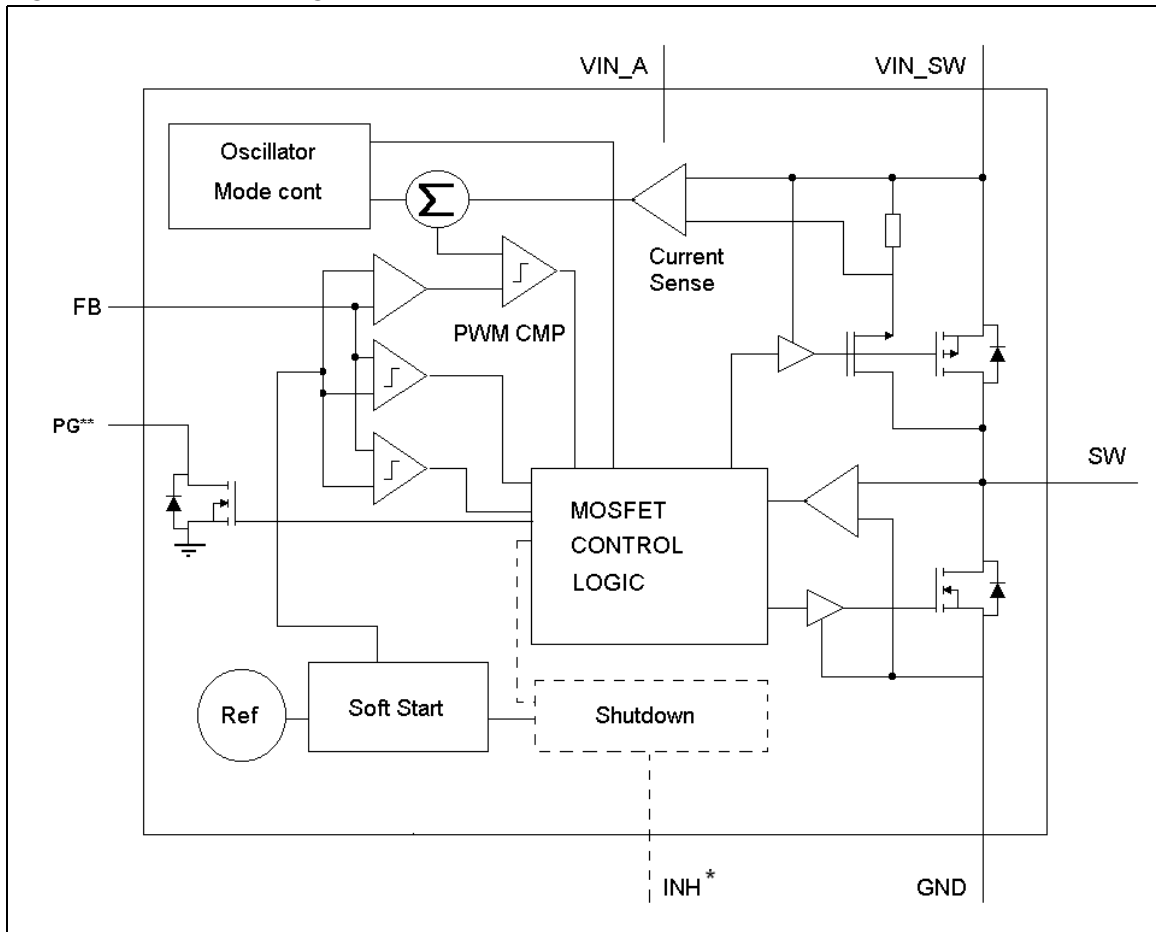 VIN_A
VIN_SW
Oscillator
Mode cont
Σ
Current
Sense
FB
PWM CMP
PG**
SW
MOSFET
CONTROL
LOGIC
Ref
Soft Start
Shutdown
INH*
GND